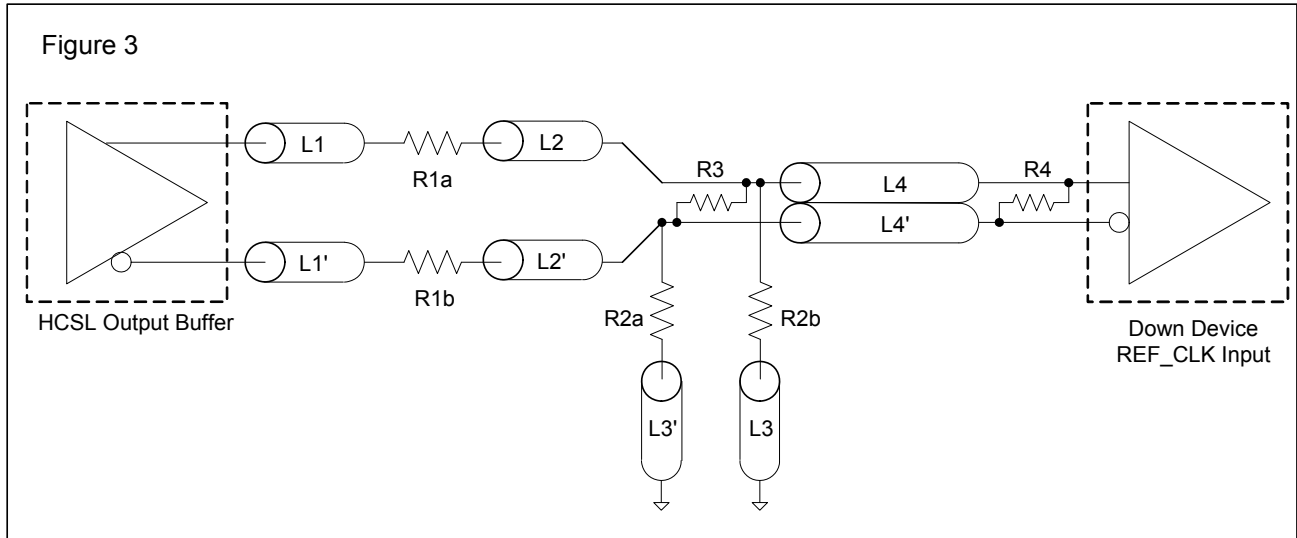 Figure 3
L1
R1a
L2
R3
L4
R4
L4'
L1'
R1b
L2'
HCSL Output Buffer
R2a
R2b
Down Device
REF_CLK Input
L3'
L3